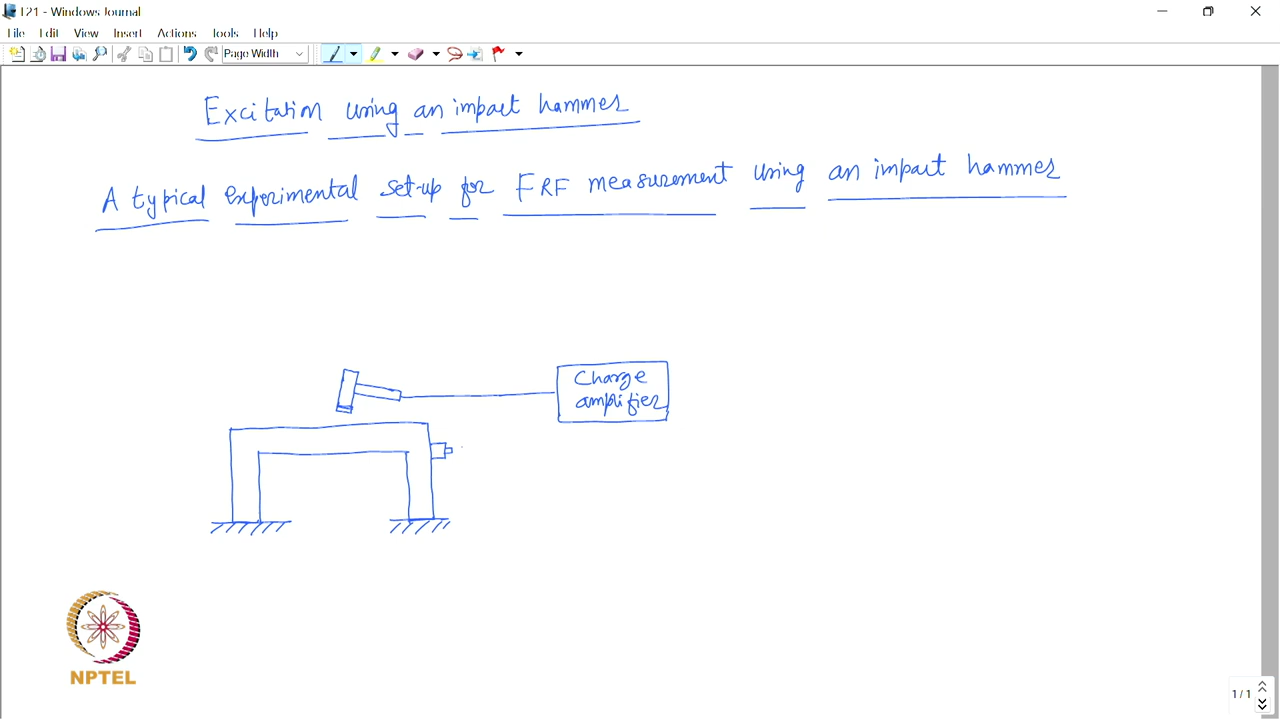 L21 - Windows Journal
File Edit View Insert Actions Tools Help
Page Width
Excitation using an impact hammer
A typical experimental set-up for FRF measurement using an impact hammer
Charge
amplifier
NPTEL
1 / 1